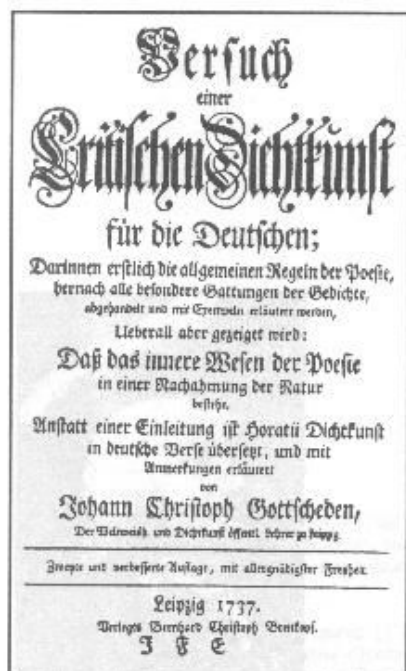 Versuch
einer
Critischen Dichtkunst
für die Deutschen;
Darinnen erstlich die allgemeinen Regeln der Poesie,
hernach alle besondere Gattungen der Gedichte,
abgehandelt und mit Exempeln erläutert werden,
Ueberall aber gezeiget wird:
Daß das innere Wesen der Poesie
in einer Nachahmung der Natur
bestehe.
Anstatt einer Einleitung ist Horatii Dichtkunst
in deutsche Verse übersetzt, und mit
Anmerkungen erläutert
von
Johann Christoph Gottscheden,
Der und Dichtkunst öffentl. Lehrer zu Leipzig.
Zweyte und verbesserte Auflage, mit allergnädigster Freyheit.
Leipzig 1737.
Verlegts Bernhard Christoph Breitkopf.